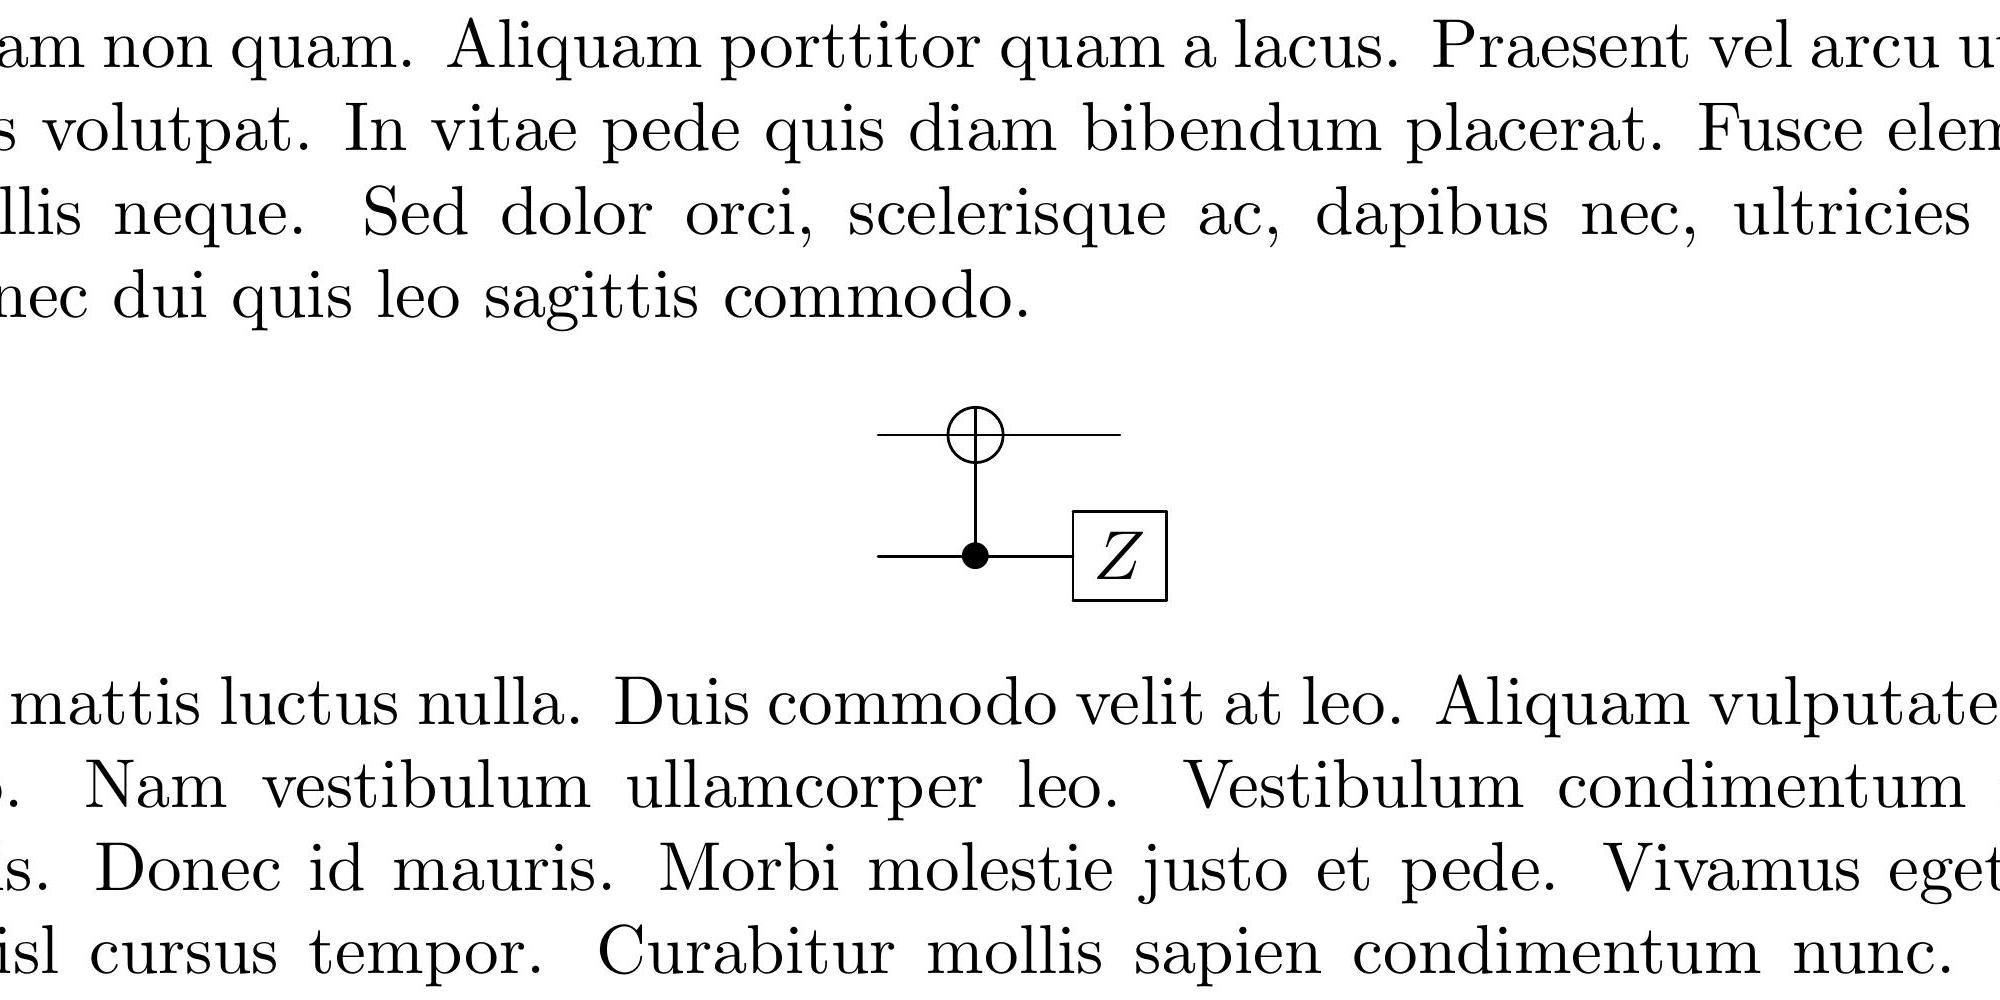 am non quam. Aliquam porttitor quam a lacus. Praesent vel arcu u
s volutpat. In vitae pede quis diam bibendum placerat. Fusce elem
llis neque. Sed dolor orci, scelerisque ac, dapibus nec, ultricies
nec dui quis leo sagittis commodo.
Z
mattis luctus nulla. Duis commodo velit at leo. Aliquam vulputate
. Nam vestibulum ullamcorper leo. Vestibulum condimentum
is. Donec id mauris. Morbi molestie justo et pede. Vivamus eget
isl cursus tempor. Curabitur mollis sapien condimentum nunc.